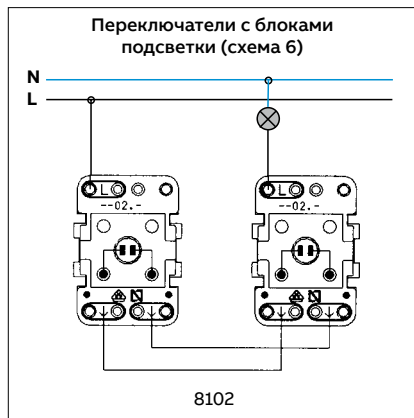 Переключатели с блоками
подсветки (схема 6)
N
L
L L
--02.- --02.-
8102